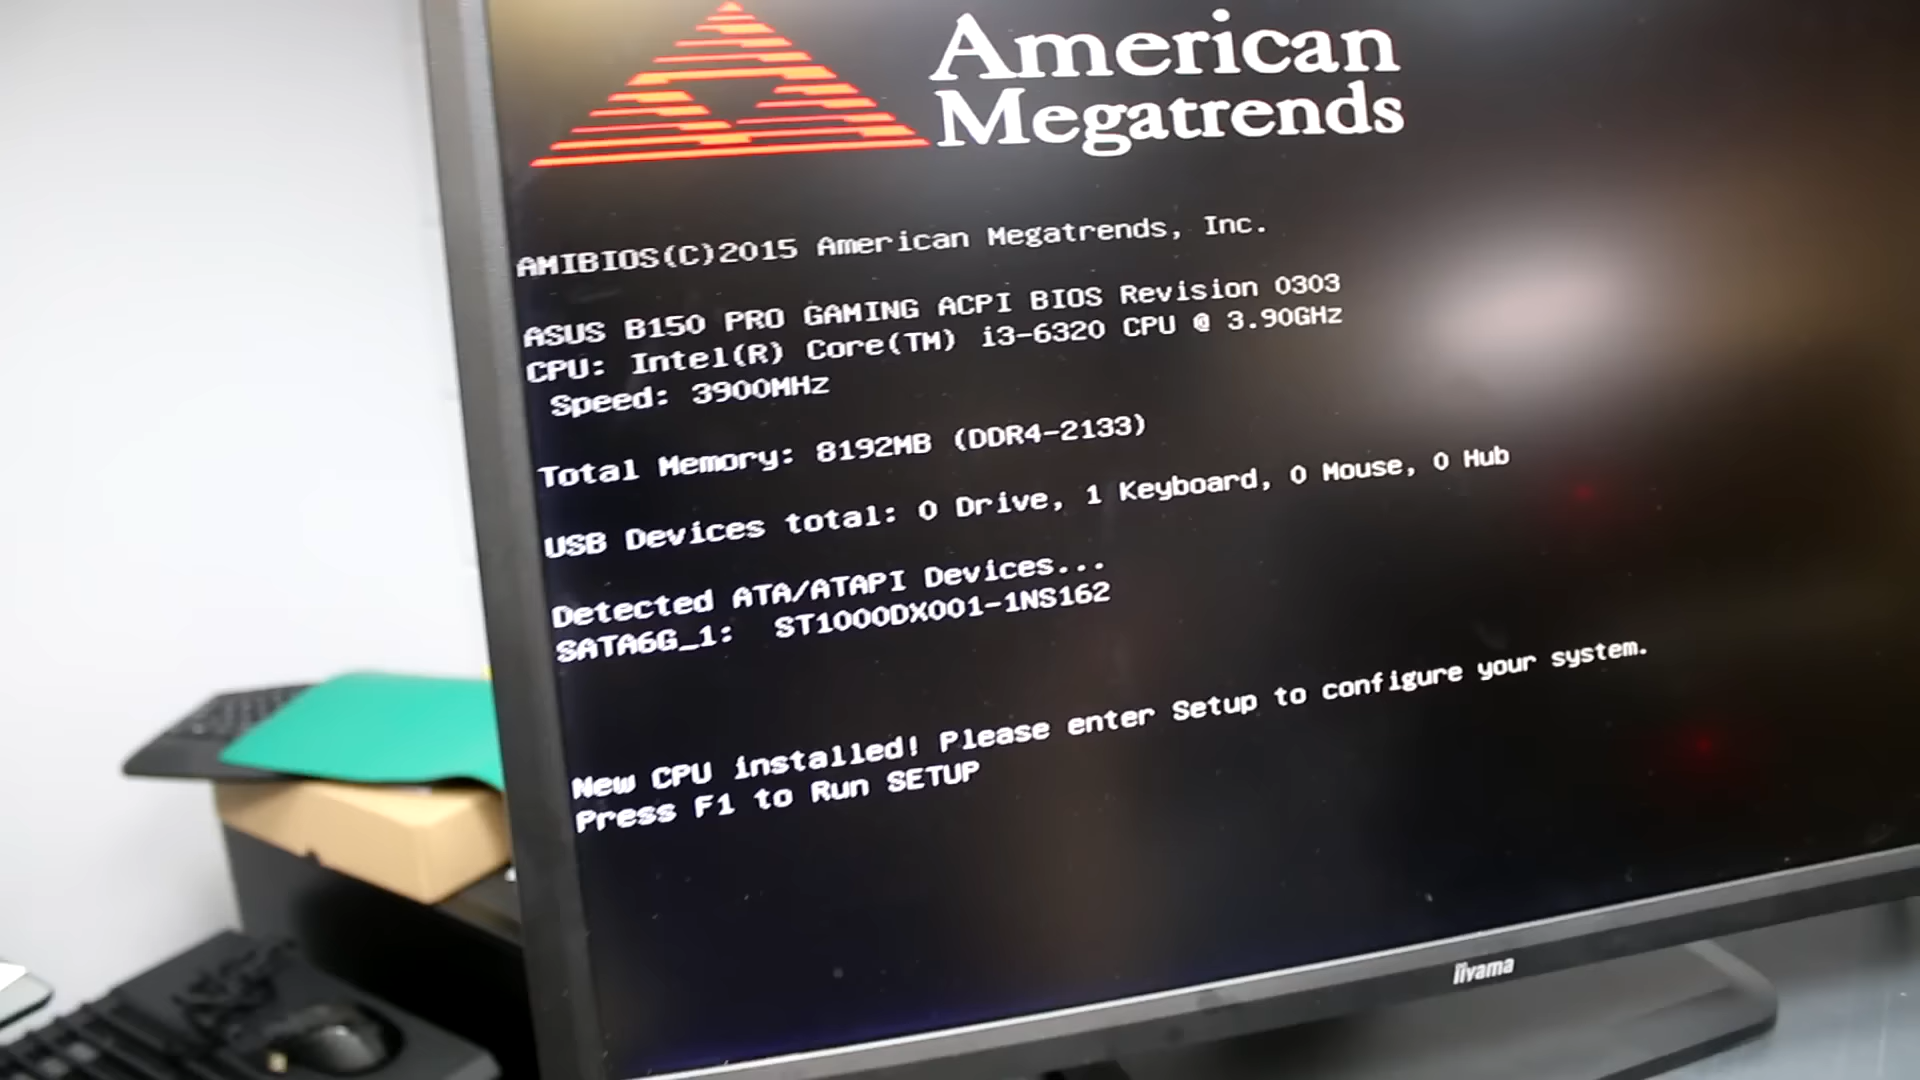 American
Megatrends
AMIBIOS(C)2015 American Megatrends, Inc.
ASUS B150 PRO GAMING ACPI BIOS Revision 0303
CPU: Intel(R) Core(TM) i3-6320 CPU @ 3.90GHz
Speed: 3900MHz
Total Memory: 8192MB (DDR4-2133)
USB Devices total: 0 Drive, 1 Keyboard, 0 Mouse, 0 Hub
Detected ATA/ATAPI Devices...
SATA6G_1: ST1000DX001-1NS162
New CPU installed! Please enter Setup to configure your system.
Press F1 to Run SETUP
iiyama